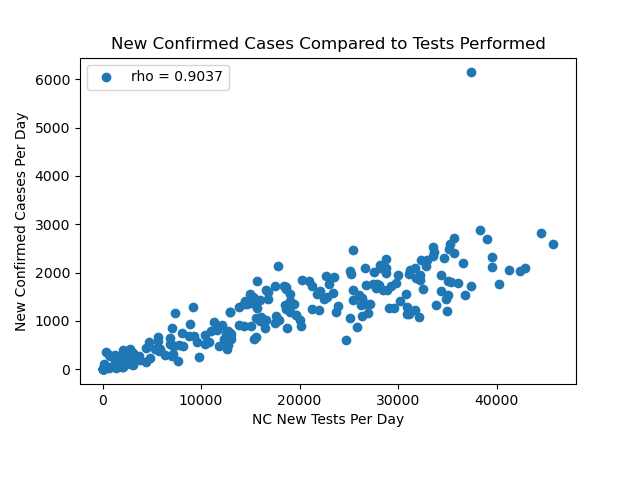 New Confirmed Cases Compared to Tests Performed
rho = 0.9037
6000
5000
4000
3000
2000
1000
0
New Confirmed Caeses Per Day
0 10000 20000 30000 40000
NC New Tests Per Day